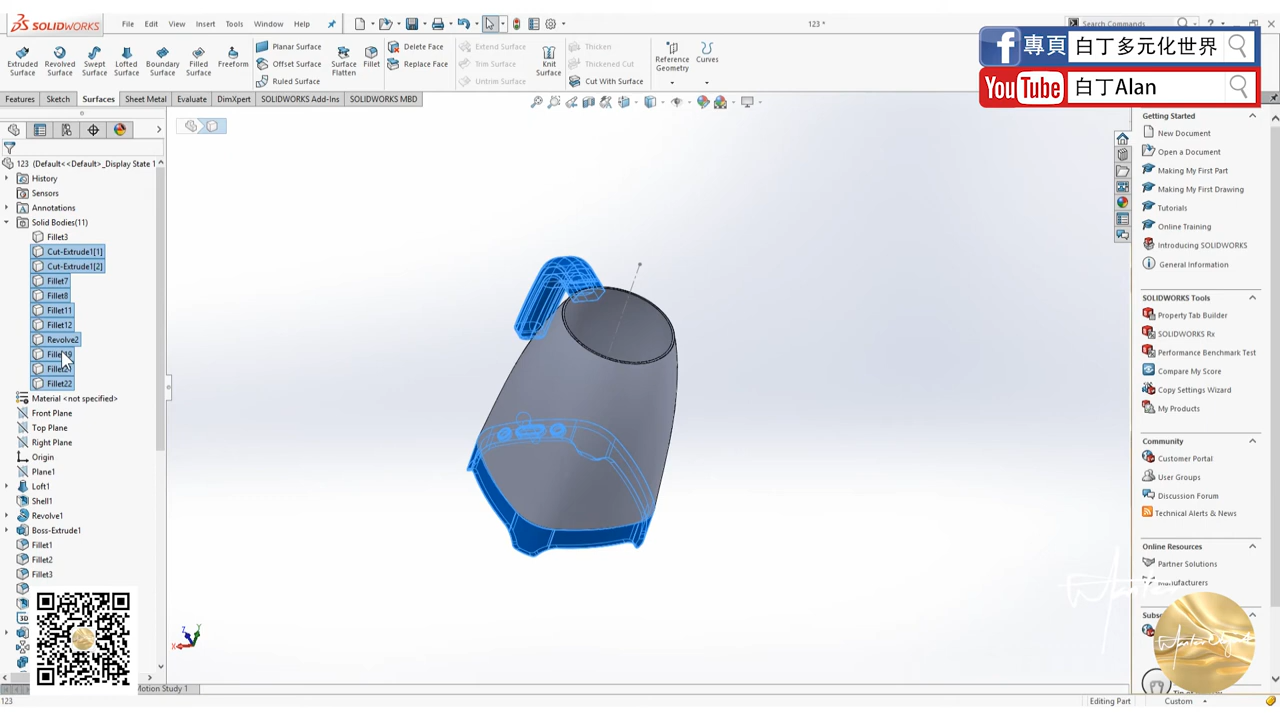 SOLIDWORKS
File Edit View Insert Tools Window Help
123 *
Search Commands
Extruded Surface
Revolved Surface
Swept Surface
Lofted Surface
Boundary Surface
Filled Surface
Freeform
Planar Surface
Offset Surface
Ruled Surface
Surface Flatten
Fillet
Delete Face
Replace Face
Knit Surface
Extend Surface
Trim Surface
Untrim Surface
Thicken
Thickened Cut
Cut With Surface
Reference Geometry
Curves
專頁 白丁多元化世界
YouTube 白丁Alan
Features Sketch Surfaces Sheet Metal Evaluate DimXpert SOLIDWORKS Add-Ins SOLIDWORKS MBD
123 (Default<<Default>_Display State 1
History
Sensors
Annotations
Solid Bodies(11)
Fillet3
Cut-Extrude1[1]
Cut-Extrude1[2]
Fillet7
Fillet8
Fillet11
Fillet12
Revolve2
Fillet22
Material <not specified>
Front Plane
Top Plane
Right Plane
Origin
Plane1
Loft1
Shell1
Revolve1
Boss-Extrude1
Fillet1
Fillet2
Fillet3
3D
Z Y X
Motion Study 1
123
Getting Started
New Document
Open a Document
Making My First Part
Making My First Drawing
Tutorials
Online Training
Introducing SOLIDWORKS
General Information
SOLIDWORKS Tools
Property Tab Builder
SOLIDWORKS Rx
Performance Benchmark Test
Compare My Score
Copy Settings Wizard
My Products
Community
Customer Portal
User Groups
Discussion Forum
Technical Alerts & News
Online Resources
Partner Solutions
Manufacturers
Editing Part
Custom